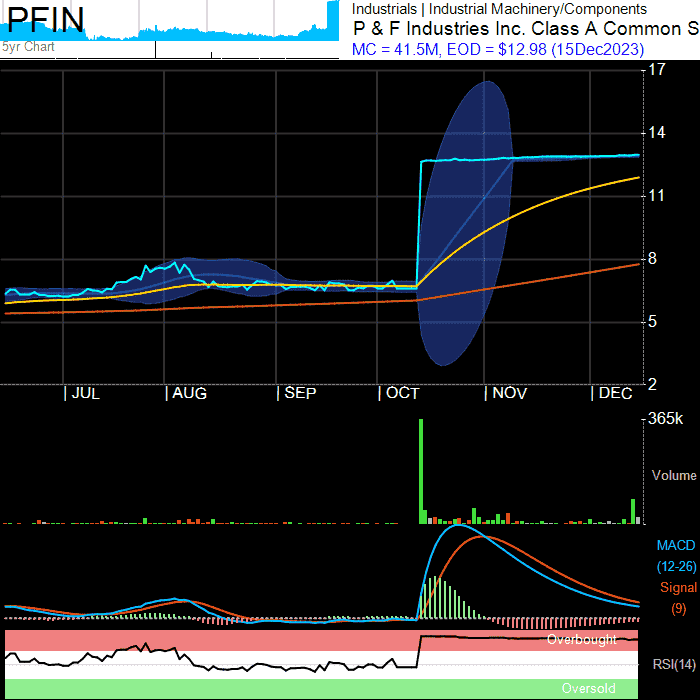 PFIN
5yr Chart
Industrials | Industrial Machinery/Components
P & F Industries Inc. Class A Common S
MC = 41.5M, EOD = $12.98 (15Dec2023)
17
14
11
8
5
2
| JUL | AUG | SEP | OCT | NOV | DEC
365k
Volume
MACD
(12-26)
Signal
(9)
Overbought
RSI(14)
Oversold